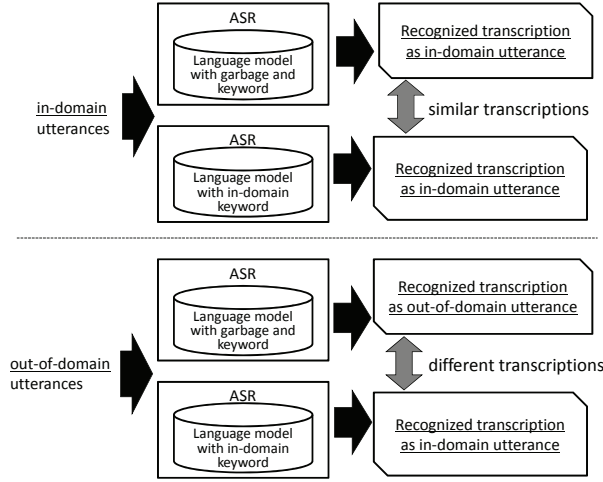 ASR
Language model
with garbage and
keyword
Recognized transcription
as in-domain utterance
in-domain
utterances
similar transcriptions
ASR
Language model
with in-domain
keyword
Recognized transcription
as in-domain utterance
ASR
Language model
with garbage and
keyword
Recognized transcription
as out-of-domain utterance
out-of-domain
utterances
different transcriptions
ASR
Language model
with in-domain
keyword
Recognized transcription
as in-domain utterance